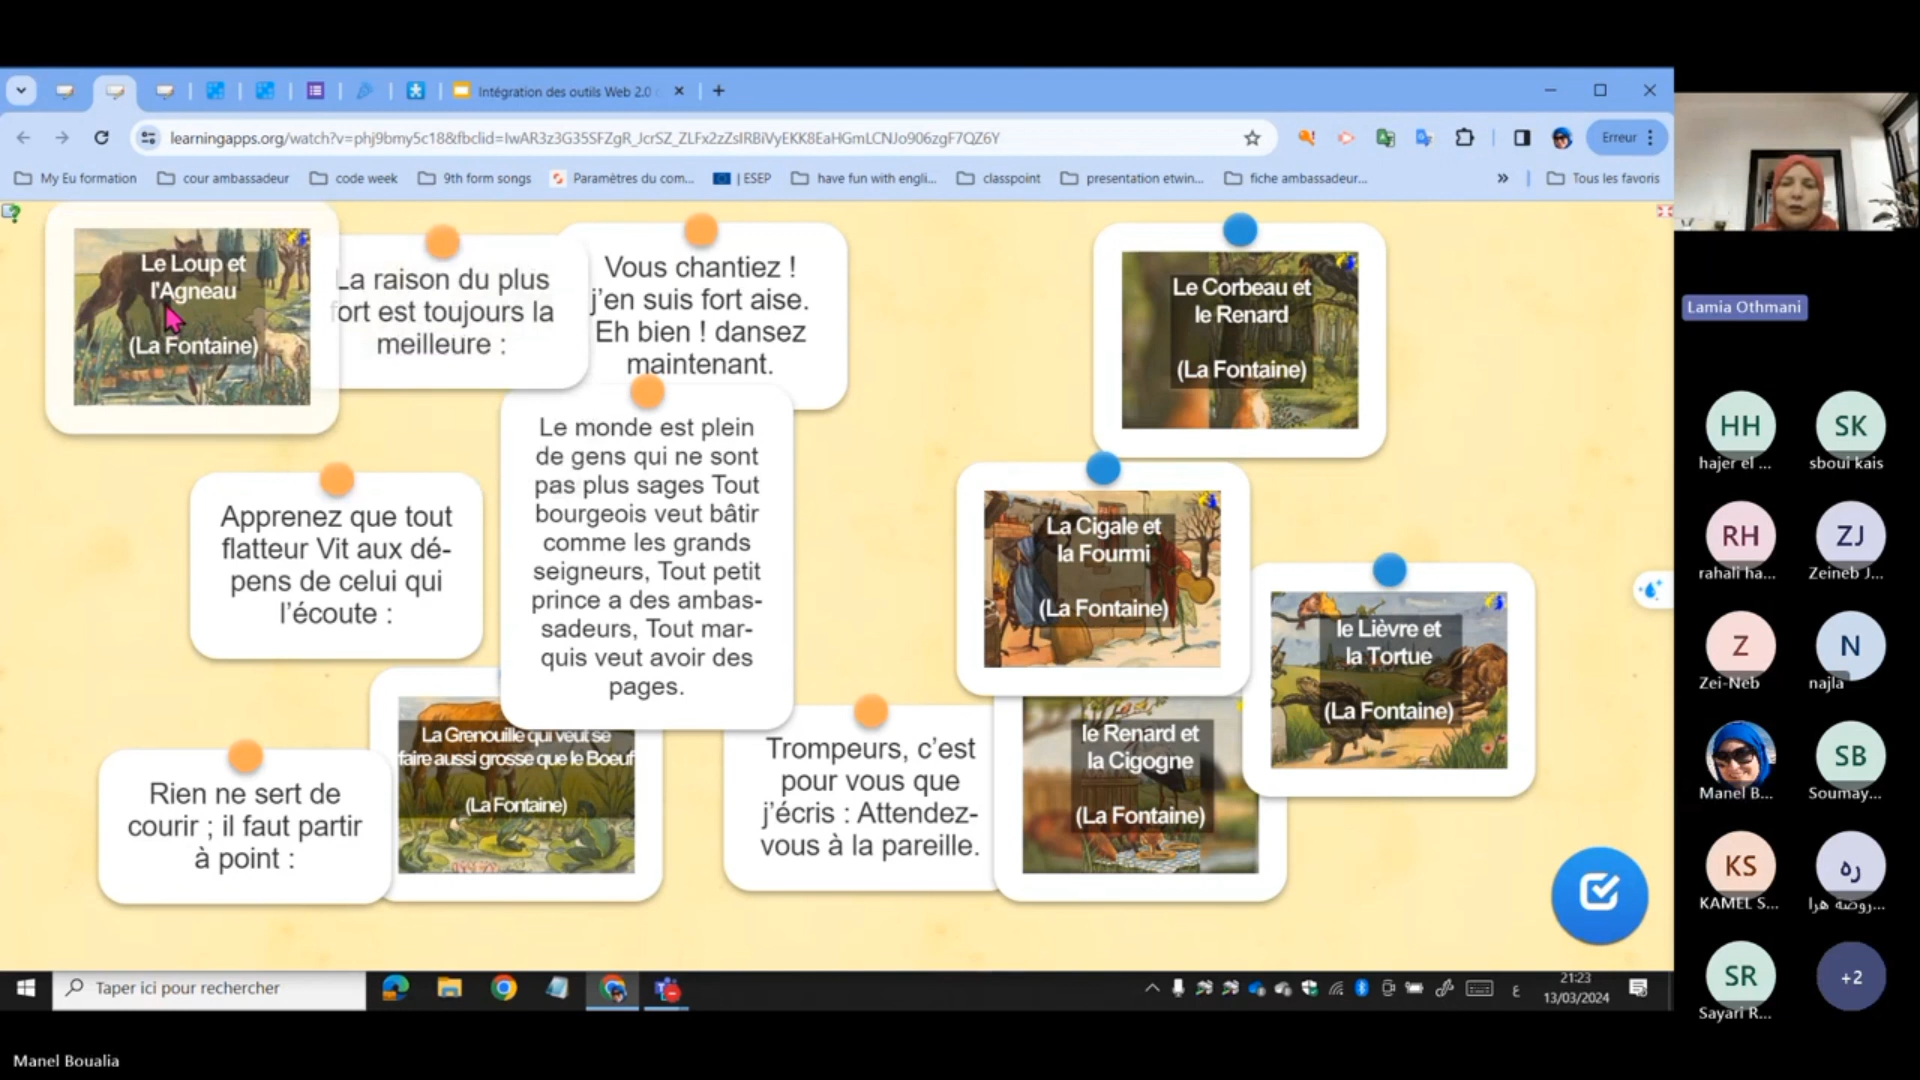 Intégration des outils Web 2.0
learningapps.org/watch?v=phj9bmy5c18&fbclid=IwAR3z3G35SFZgR_JcrSZ_ZLFx2zZsIRBiVyEKK8EaHGmLCNJo906zgF7QZ6Y
Erreur
My Eu formation
cour ambassadeur
code week
9th form songs
Paramètres du com...
| ESEP
have fun with engli...
classpoint
presentation etwin...
fiche ambassadeur...
»
Tous les favoris
Le Loup et
l'Agneau
(La Fontaine)
La raison du plus
fort est toujours la
meilleure :
Vous chantiez !
j'en suis fort aise.
Eh bien ! dansez
maintenant.
Le Corbeau et
le Renard
(La Fontaine)
Le monde est plein
de gens qui ne sont
pas plus sages Tout
bourgeois veut bâtir
comme les grands
seigneurs, Tout petit
prince a des ambas-
sadeurs, Tout mar-
quis veut avoir des
pages.
Apprenez que tout
flatteur Vit aux dé-
pens de celui qui
l'écoute :
La Cigale et
la Fourmi
(La Fontaine)
le Lièvre et
la Tortue
(La Fontaine)
Rien ne sert de
courir ; il faut partir
à point :
La Grenouille qui veut se
faire aussi grosse que le Boeuf
(La Fontaine)
Trompeurs, c'est
pour vous que
j'écris : Attendez-
vous à la pareille.
le Renard et
la Cigogne
(La Fontaine)
Lamia Othmani
HH
hajer el ...
SK
sboui kais
RH
rahali ha...
ZJ
Zeineb J...
Z
Zei-Neb
N
najla
Manel B...
SB
Soumay...
KS
KAMEL S...
ره
روضه هرا...
SR
Sayari R...
+2
Taper ici pour rechercher
ع
21:23
13/03/2024
Manel Boualia